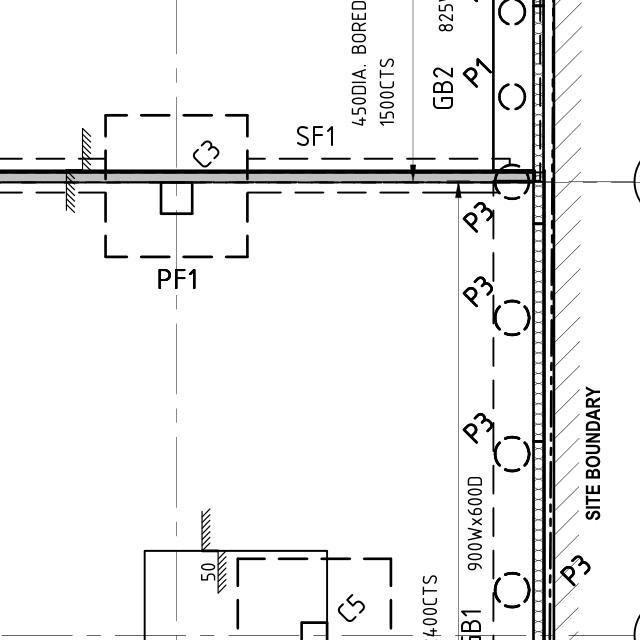 450DIA. BORED
1500CTS
825
GB2
P1
SF1
C3
P3
PF1
P3
P3
SITE BOUNDARY
900Wx600D
P3
50
C5
400CTS
GB1